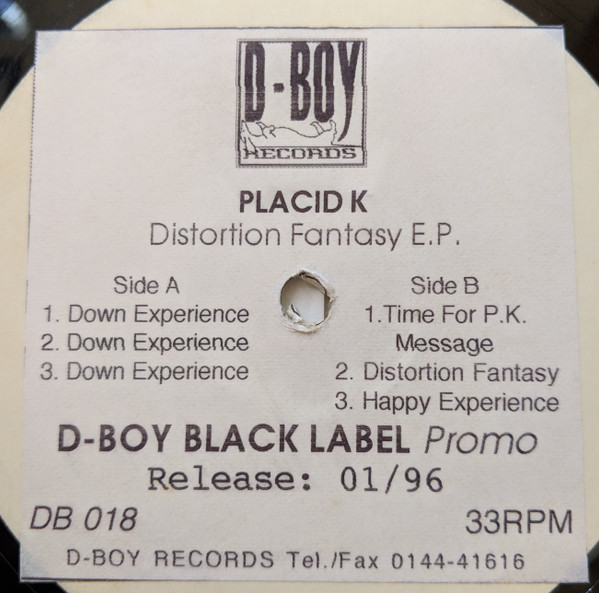 D-BOY
RECORDS
PLACID K
Distortion Fantasy E.P.
Side A
1. Down Experience
2. Down Experience
3. Down Experience
Side B
1.Time For P.K.
Message
2. Distortion Fantasy
3. Happy Experience
D-BOY BLACK LABEL Promo
Release: 01/96
DB 018
33RPM
D-BOY RECORDS Tel./Fax 0144-41616